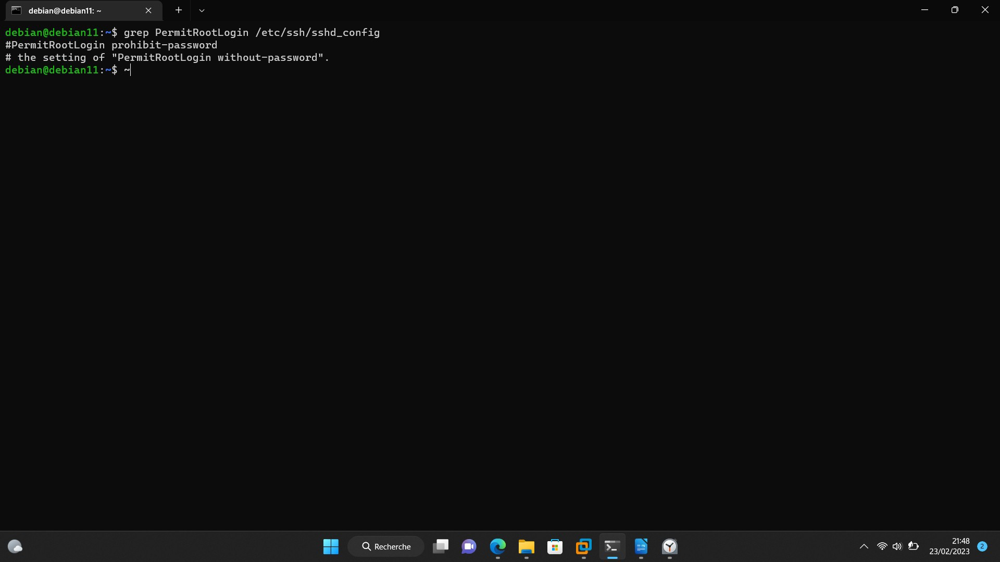 debian@debian11: ~
debian@debian11:~$ grep PermitRootLogin /etc/ssh/sshd_config
#PermitRootLogin prohibit-password
# the setting of "PermitRootLogin without-password".
debian@debian11:~$ ~
Recherche
21:48
23/02/2023
2